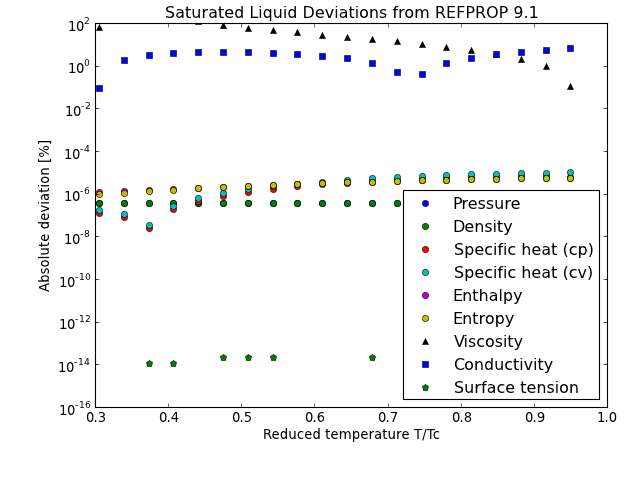 Saturated Liquid Deviations from REFPROP 9.1
Absolute deviation [%]
10^2
10^0
10^-2
10^-4
10^-6
10^-8
10^-10
10^-12
10^-14
10^-16
Pressure
Density
Specific heat (cp)
Specific heat (cv)
Enthalpy
Entropy
Viscosity
Conductivity
Surface tension
0.3 0.4 0.5 0.6 0.7 0.8 0.9 1.0
Reduced temperature T/Tc